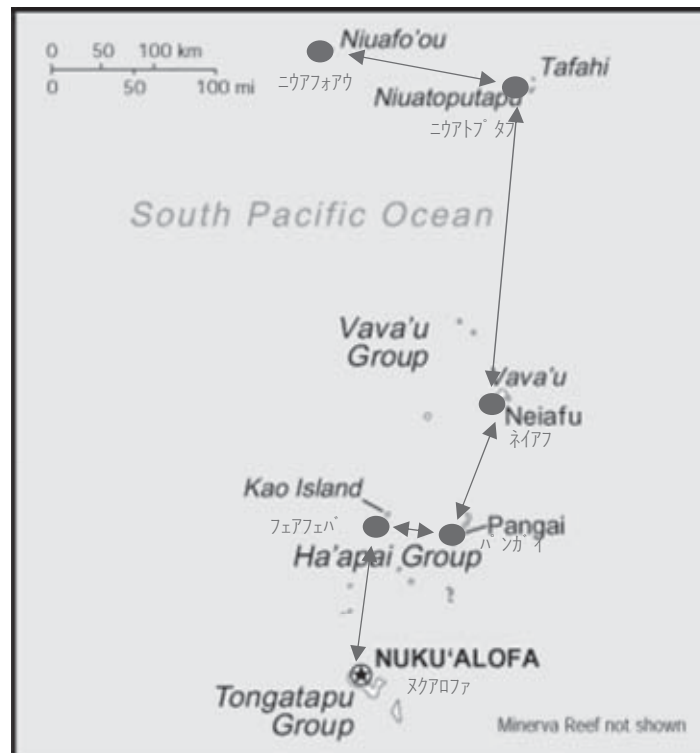 Niuafo'ou
0 50 100 km
0 50 100 mi
Tafahi
ﾆｳｱﾌｫｱｳ
Niuatoputapu
ﾆｳｱﾄﾌﾟﾀﾌ
South Pacific Ocean
Vava'u
Group
Vava'u
Neiafu
ﾈｲｱﾌ
Kao Island
ﾌｪｱﾌｪﾊﾞ
Pangai
ﾊﾟﾝｶﾞｲ
Ha'apai Group
NUKU'ALOFA
ﾇｸｱﾛﾌｧ
Tongatapu
Group
Minerva Reef not shown